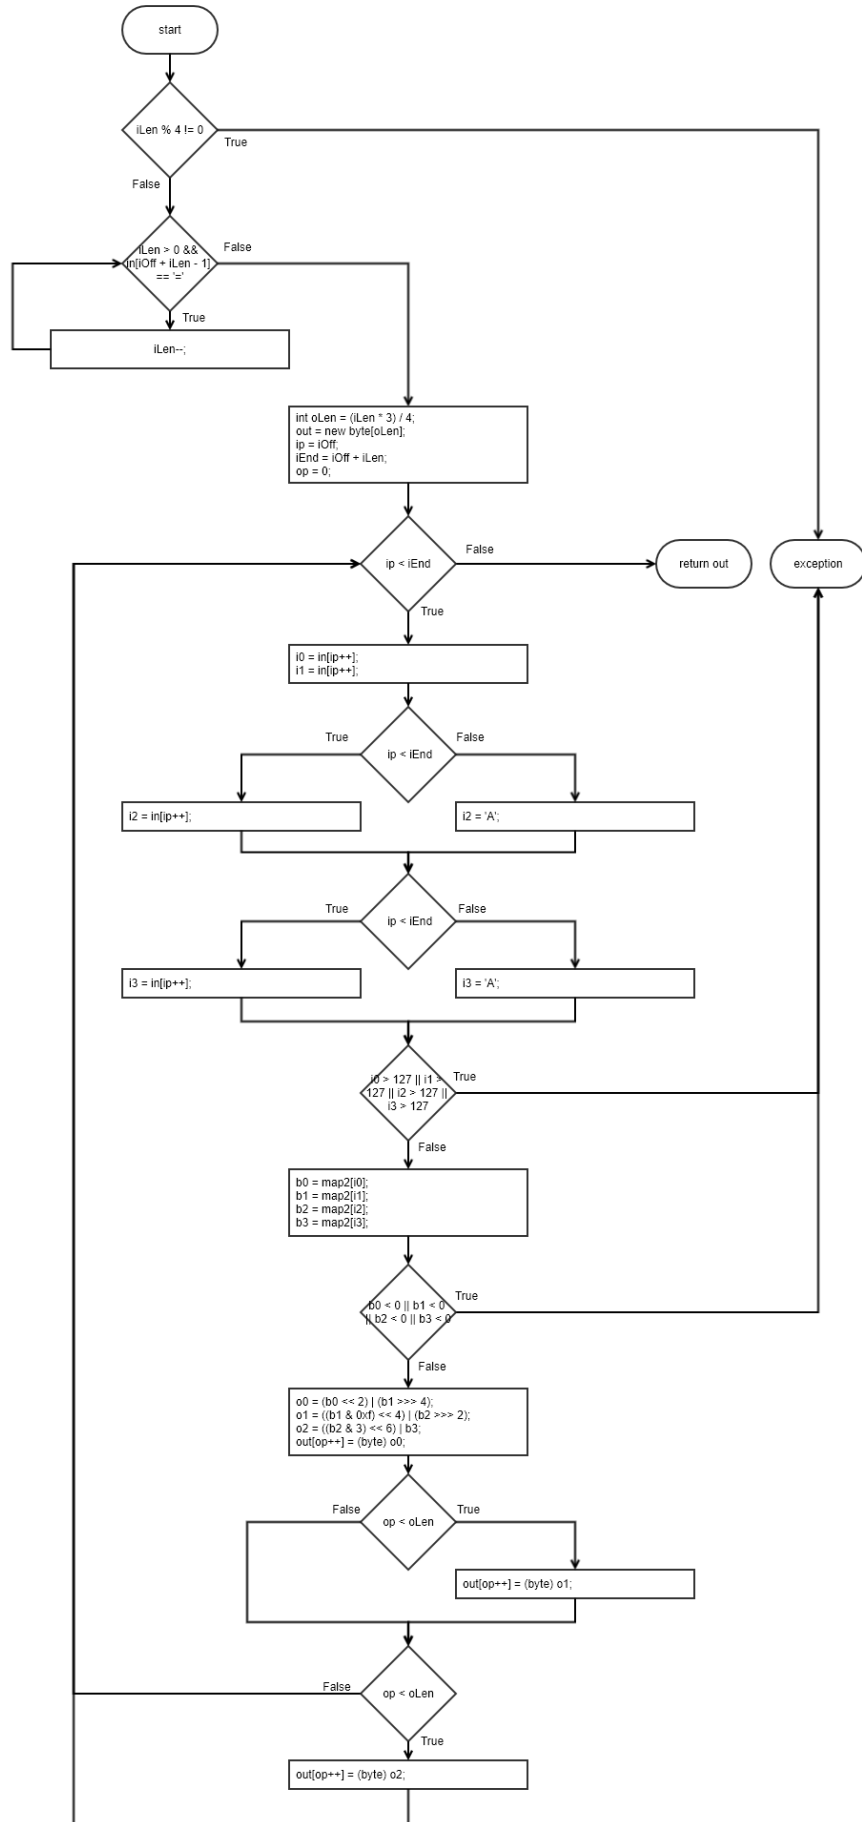 start
iLen % 4 != 0
True
False
iLen > 0 &&
in[iOff + iLen - 1]
== '='
False
True
iLen--;
int oLen = (iLen * 3) / 4;
out = new byte[oLen];
ip = iOff;
iEnd = iOff + iLen;
op = 0;
ip < iEnd
False
return out
exception
True
i0 = in[ip++];
i1 = in[ip++];
True
ip < iEnd
False
i2 = in[ip++];
i2 = 'A';
True
ip < iEnd
False
i3 = in[ip++];
i3 = 'A';
i0 > 127 || i1 >
127 || i2 > 127 ||
i3 > 127
True
False
b0 = map2[i0];
b1 = map2[i1];
b2 = map2[i2];
b3 = map2[i3];
b0 < 0 || b1 < 0
|| b2 < 0 || b3 < 0
True
False
o0 = (b0 << 2) | (b1 >>> 4);
o1 = ((b1 & 0xf) << 4) | (b2 >>> 2);
o2 = ((b2 & 3) << 6) | b3;
out[op++] = (byte) o0;
False
op < oLen
True
out[op++] = (byte) o1;
False
op < oLen
True
out[op++] = (byte) o2;